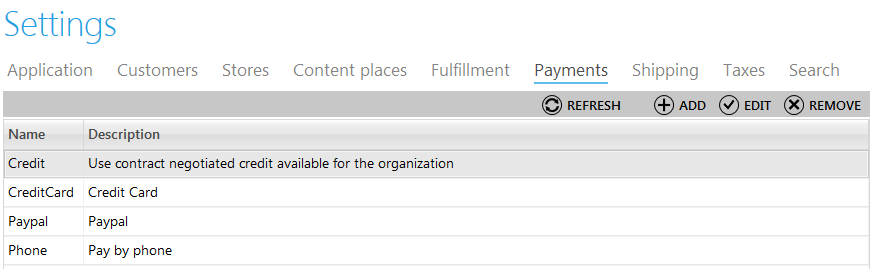 Settings
Application Customers Stores Content places Fulfillment Payments Shipping Taxes Search
REFRESH ADD EDIT REMOVE
Name Description
Credit Use contract negotiated credit available for the organization
CreditCard Credit Card
Paypal Paypal
Phone Pay by phone